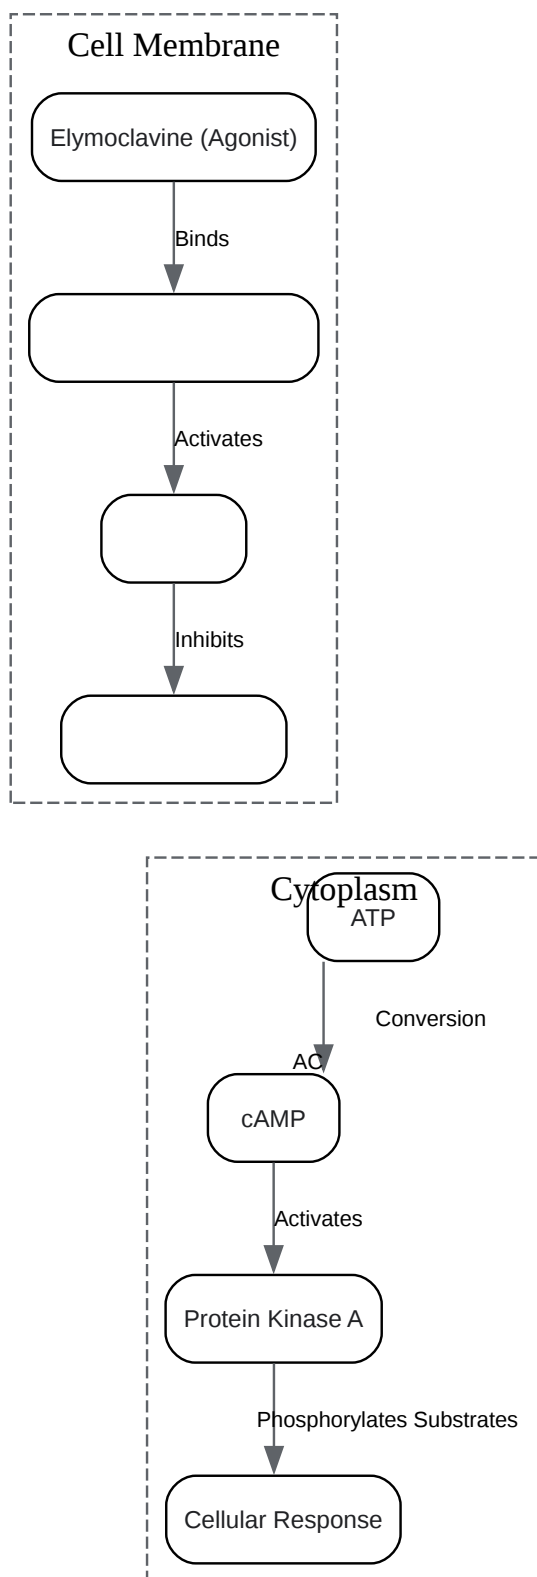 Cell Membrane
Elymoclavine (Agonist)
Binds
Activates
Inhibits
Cytoplasm
ATP
Conversion
AC
cAMP
Activates
Protein Kinase A
Phosphorylates Substrates
Cellular Response